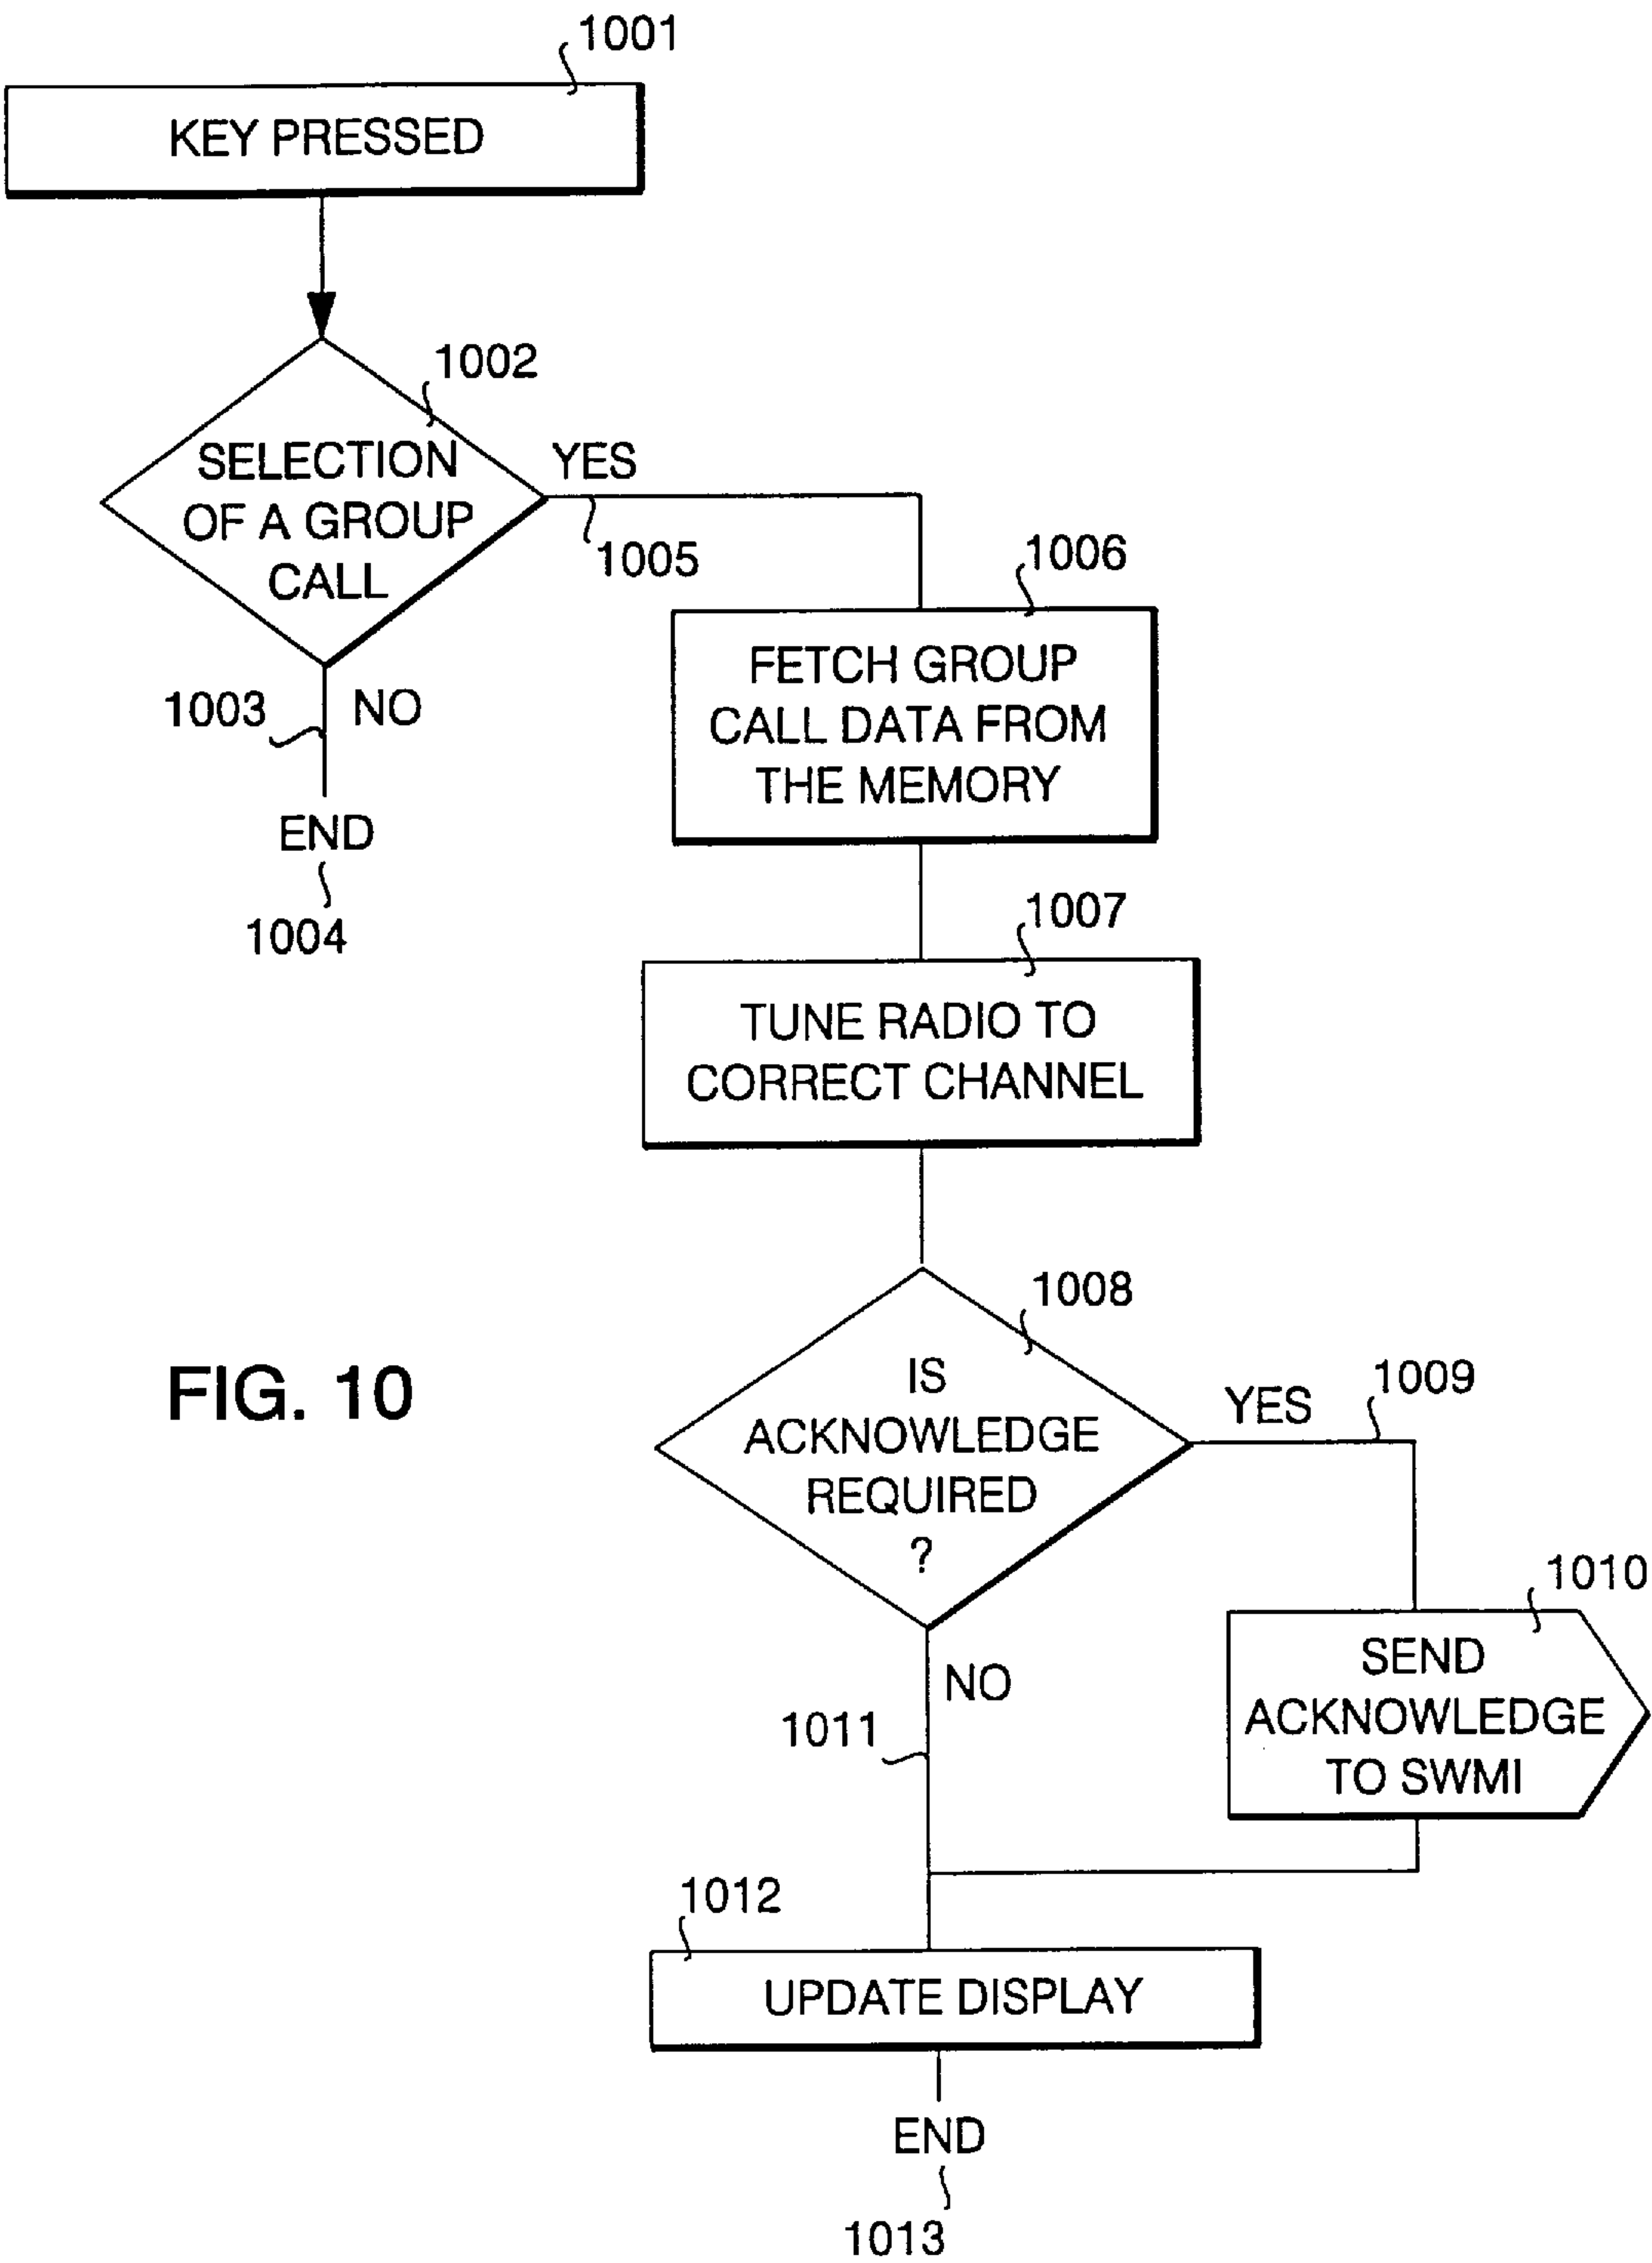 1001
KEY PRESSED
1002
SELECTION
OF A GROUP
CALL
YES
1005
1003
NO
END
1004
1006
FETCH GROUP
CALL DATA FROM
THE MEMORY
1007
TUNE RADIO TO
CORRECT CHANNEL
1008
IS
ACKNOWLEDGE
REQUIRED
?
YES
1009
FIG. 10
1010
SEND
ACKNOWLEDGE
TO SWMI
NO
1011
1012
UPDATE DISPLAY
END
1013